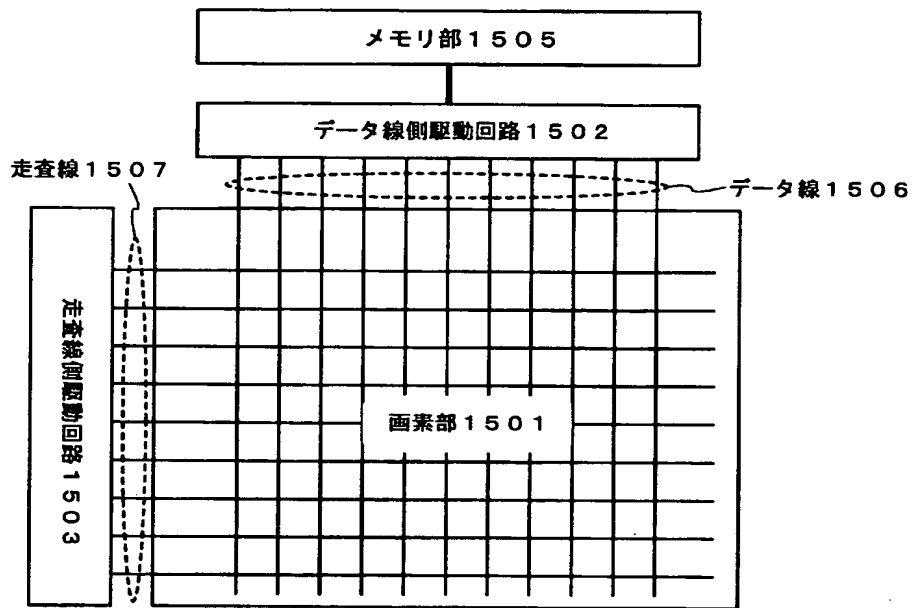 メモリ部１５０５
データ線側駆動回路１５０２
走査線１５０７
データ線１５０６
走査線側駆動回路１５０３
画素部１５０１